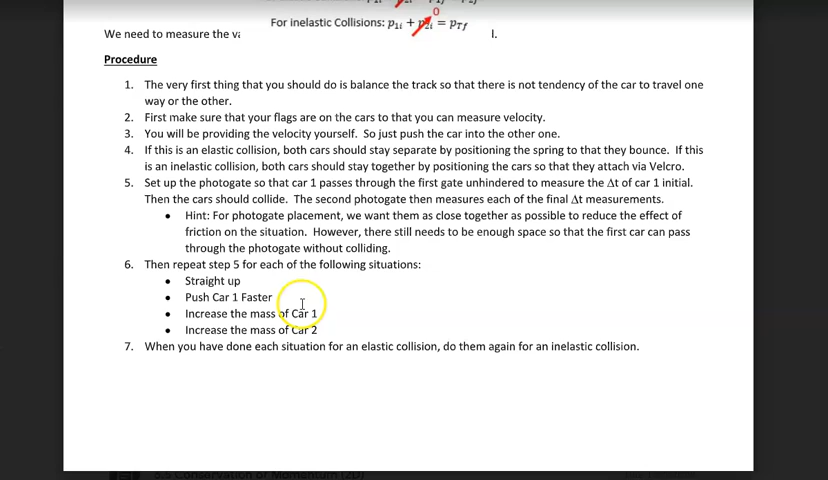 For inelastic Collisions: p1i + p2i = pTf
0
We need to measure the
l.
Procedure
1. The very first thing that you should do is balance the track so that there is not tendency of the car to travel one
way or the other.
2. First make sure that your flags are on the cars to that you can measure velocity.
3. You will be providing the velocity yourself. So just push the car into the other one.
4. If this is an elastic collision, both cars should stay separate by positioning the spring to that they bounce. If this
is an inelastic collision, both cars should stay together by positioning the cars so that they attach via Velcro.
5. Set up the photogate so that car 1 passes through the first gate unhindered to measure the Δt of car 1 initial.
Then the cars should collide. The second photogate then measures each of the final Δt measurements.
• Hint: For photogate placement, we want them as close together as possible to reduce the effect of
friction on the situation. However, there still needs to be enough space so that the first car can pass
through the photogate without colliding.
6. Then repeat step 5 for each of the following situations:
• Straight up
• Push Car 1 Faster
• Increase the mass of Car 1
• Increase the mass of Car 2
7. When you have done each situation for an elastic collision, do them again for an inelastic collision.